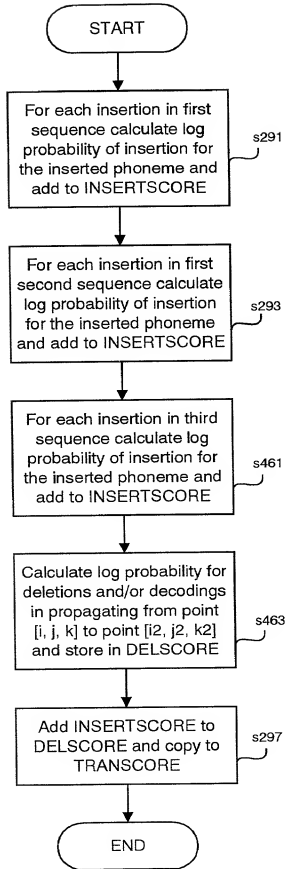 START
For each insertion in first
sequence calculate log
probability of insertion for
the inserted phoneme and
add to INSERTSCORE
s291
For each insertion in first
second sequence calculate
log probability of insertion
for the inserted phoneme
and add to INSERTSCORE
s293
For each insertion in third
sequence calculate log
probability of insertion for
the inserted phoneme and
add to INSERTSCORE
s461
Calculate log probability for
deletions and/or decodings
in propagating from point
[i, j, k] to point [i2, j2, k2]
and store in DELSCORE
s463
Add INSERTSCORE to
DELSCORE and copy to
TRANSCORE
s297
END